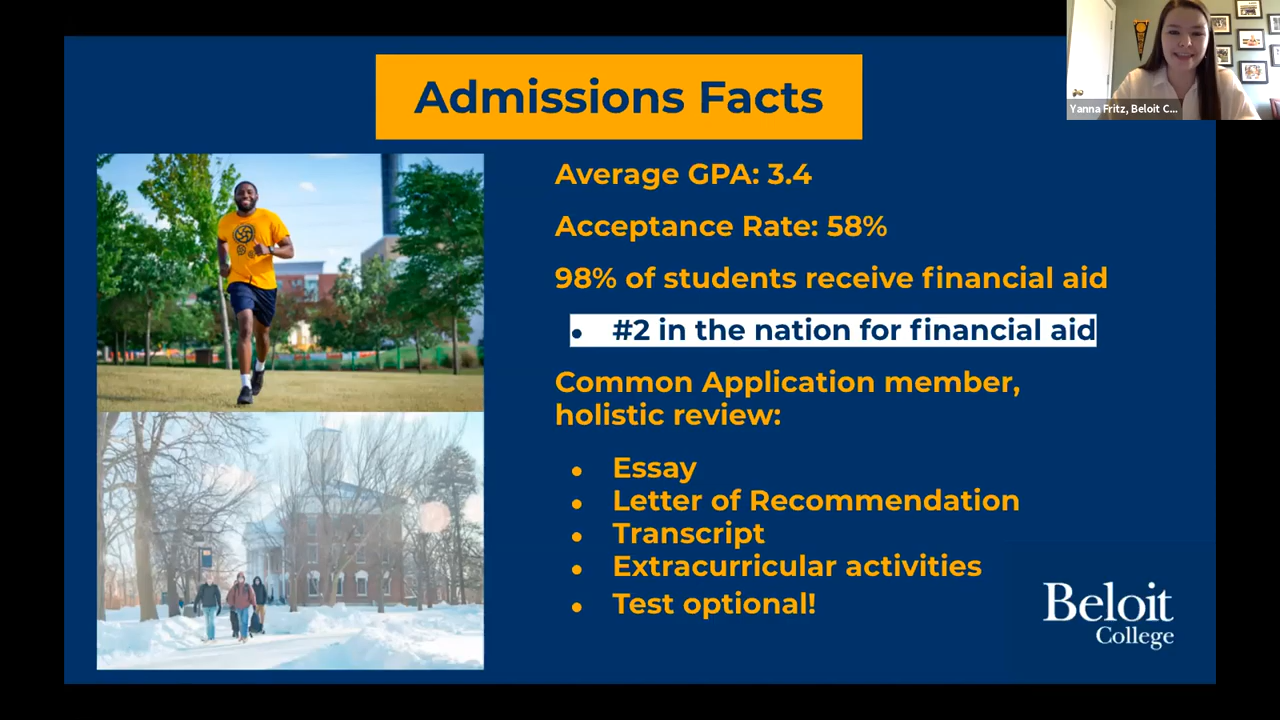 Admissions Facts
Yanna Fritz, Beloit C...
Average GPA: 3.4
Acceptance Rate: 58%
98% of students receive financial aid
• #2 in the nation for financial aid
Common Application member,
holistic review:
• Essay
• Letter of Recommendation
• Transcript
• Extracurricular activities
• Test optional!
Beloit
College